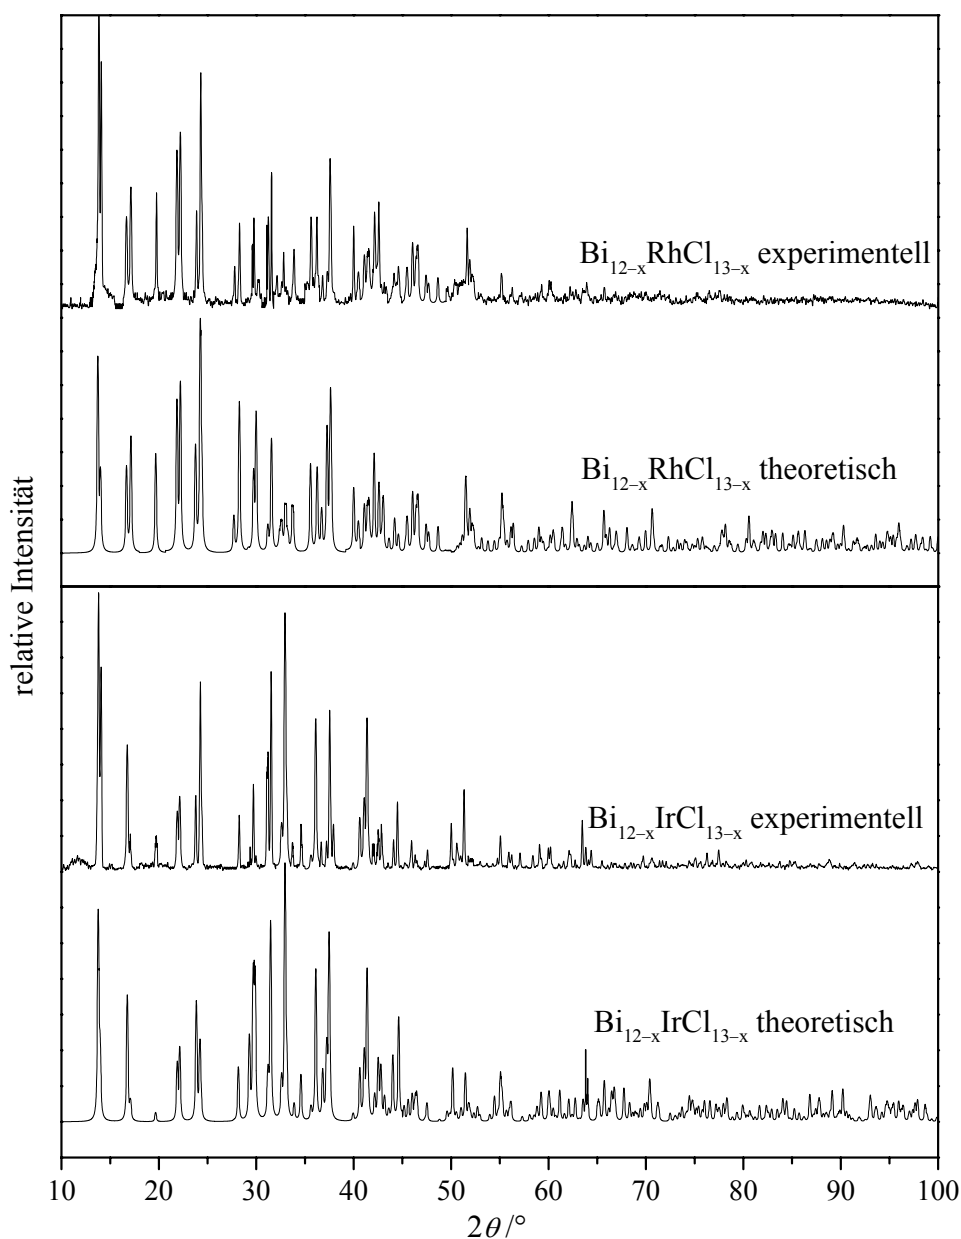 relative Intensität
Bi₁₂₋ₓRhCl₁₃₋ₓ experimentell
Bi₁₂₋ₓRhCl₁₃₋ₓ theoretisch
Bi₁₂₋ₓIrCl₁₃₋ₓ experimentell
Bi₁₂₋ₓIrCl₁₃₋ₓ theoretisch
10 20 30 40 50 60 70 80 90 100
2θ /°